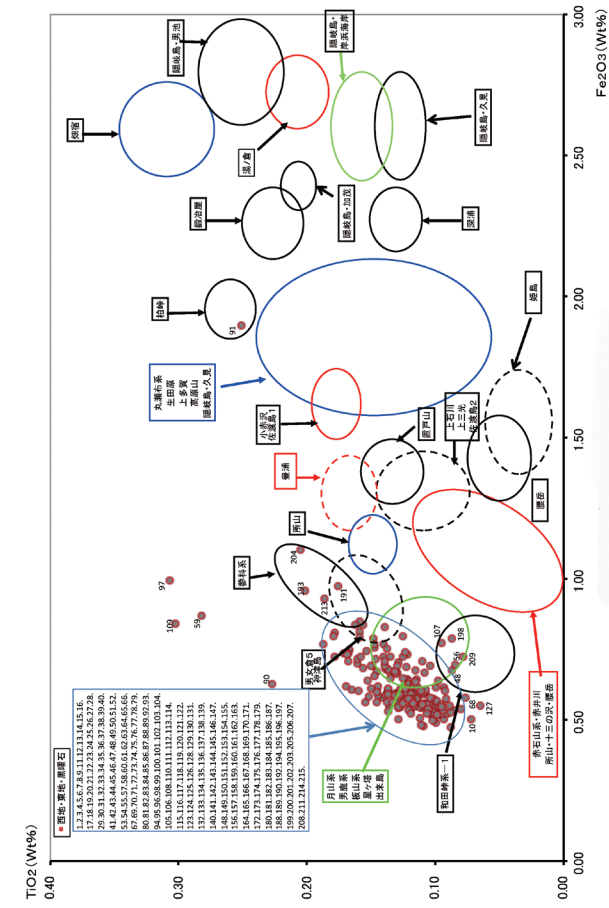 TiO2(Wt%)
Fe2O3(Wt%)
0.40
0.30
0.20
0.10
0.00
0.00
0.50
1.00
1.50
2.00
2.50
3.00
西地・東地・黒曜石
1.2.3.4.5.6.7.8.9.11.12.13.14.15.16.
17.18.19.20.21.22.23.24.25.26.27.28.
29.30.31.32.33.34.35.36.37.38.39.40.
41.42.43.44.45.46.47.48.49.50.51.52.
53.54.55.57.58.60.61.62.63.64.65.66.
67.69.70.71.72.73.74.75.76.77.78.79.
80.81.82.83.84.85.86.87.88.89.92.93.
94.95.96.98.99.100.101.102.103.104.
105.106.108.109.110.111.112.113.114.
115.116.117.118.119.120.121.122.
123.124.125.126.128.129.130.131.
132.133.134.135.136.137.138.139.
140.141.142.143.144.145.146.147.
148.149.150.151.152.153.154.155.
156.157.158.159.160.161.162.163.
164.165.166.167.168.169.170.171.
172.173.174.175.176.177.178.179.
180.181.182.183.184.185.186.187.
188.189.190.192.194.195.196.197.
199.200.201.202.203.205.206.207.
208.211.214.215.
月山系
男鹿系
板山系
星ヶ塔
出来島
和田峠系―1
男女倉5
神津島
蓼科系
所山
豊浦
小赤沢
佐渡島1
丸瀬布系
生田原
上多賀
高原山
隠岐島・久見
柏峠
鍛冶屋
隠岐島・加茂
深浦
畑宿
隠岐島・男池
湯ノ倉
隠岐島・
岸浜海岸
隠岐島・久見
姫島
上石川
上三光
佐渡島2
置戸山
腰岳
赤石山系・赤井川
所山・十三の沢・腰岳
97
59
90
91
204
193
213
191
107
198
56
209
48
68
10
127